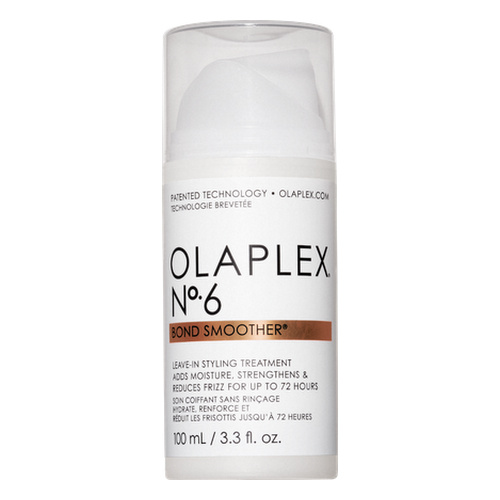 PATENTED TECHNOLOGY • OLAPLEX.COM
TECHNOLOGIE BREVETÉE
OLAPLEX®
Nº.6
BOND SMOOTHER®
LEAVE-IN STYLING TREATMENT
ADDS MOISTURE, STRENGTHENS &
REDUCES FRIZZ FOR UP TO 72 HOURS
SOIN COIFFANT SANS RINÇAGE
HYDRATE, RENFORCE ET
RÉDUIT LES FRISOTTIS JUSQU'À 72 HEURES
100 mL / 3.3 fl. oz.